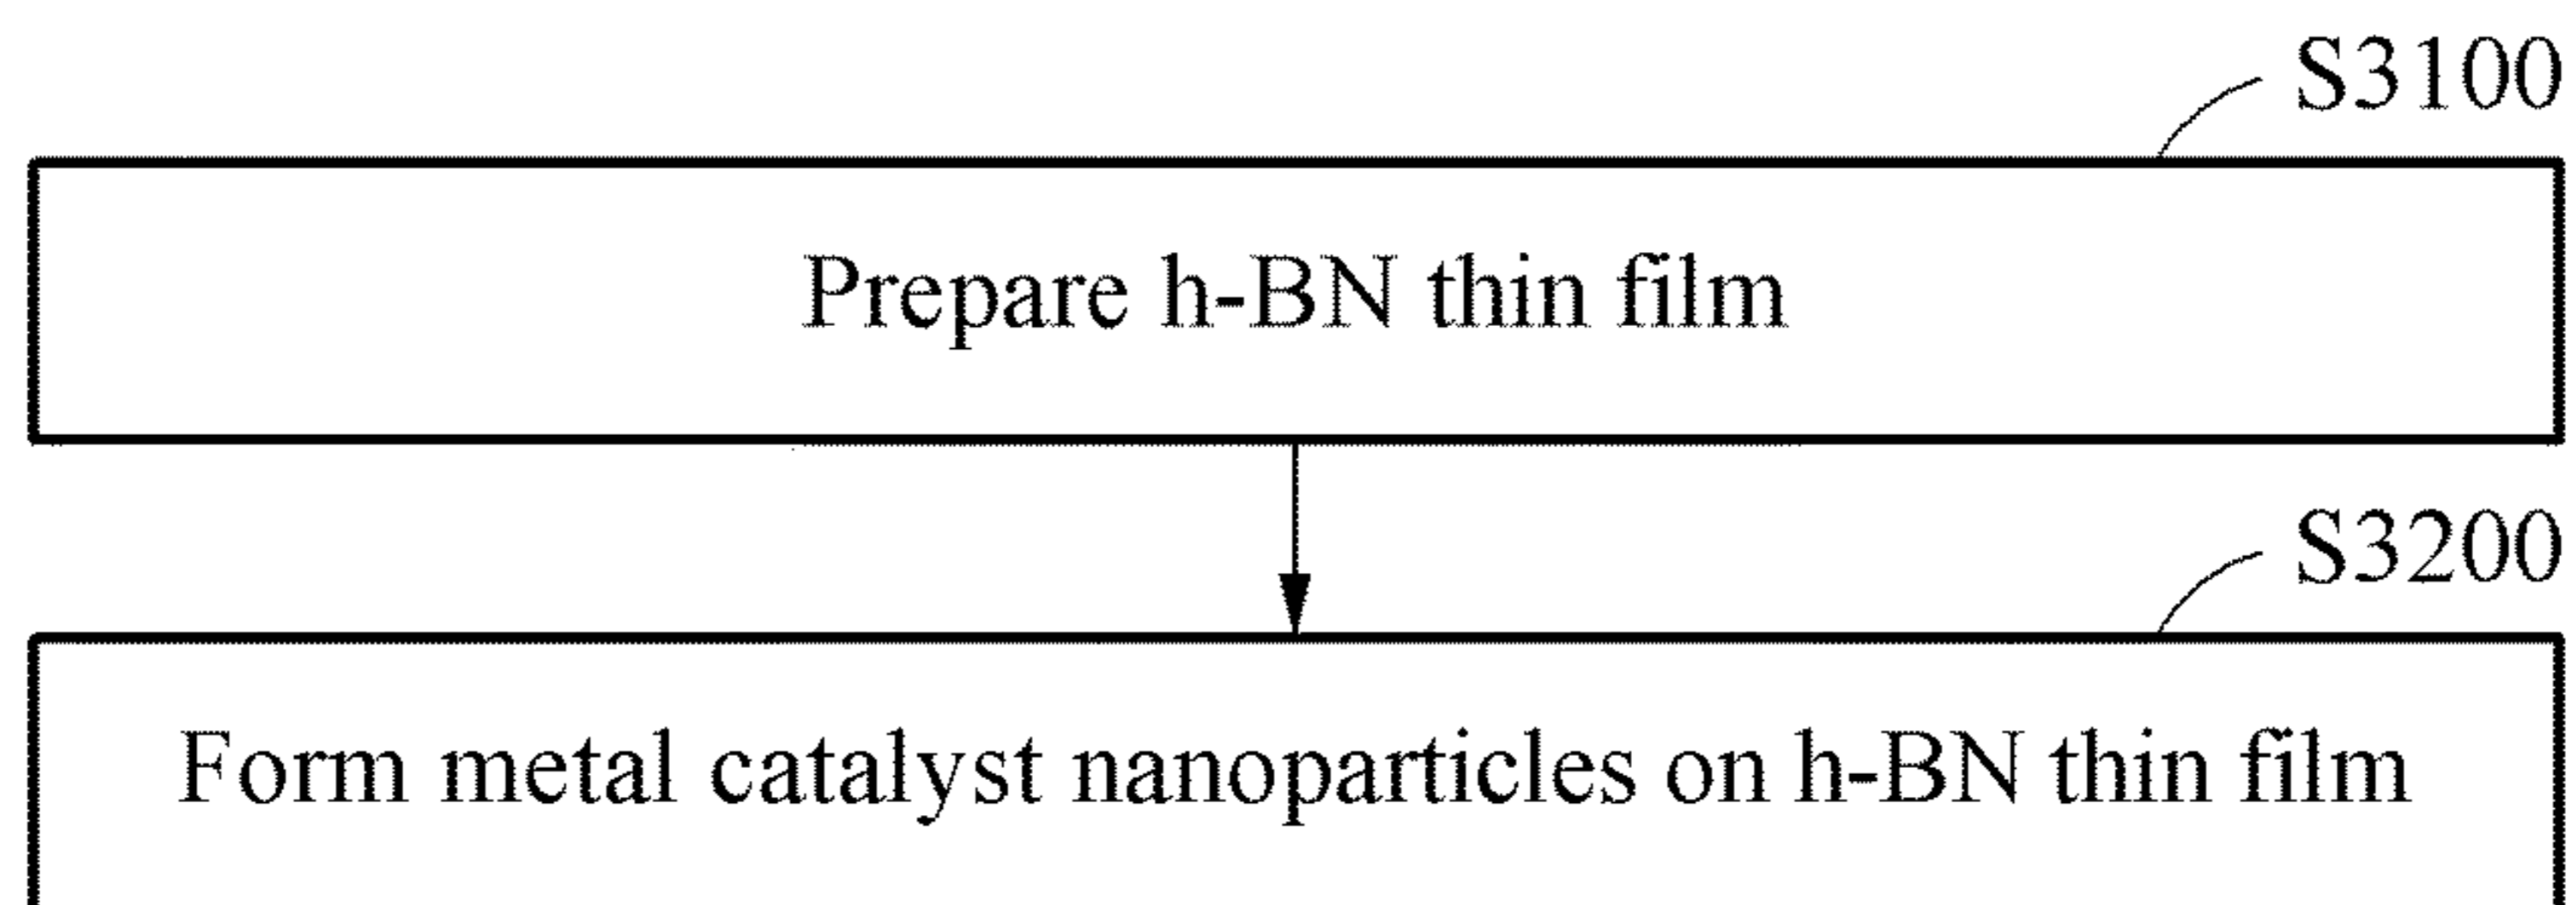 S3100
Prepare h-BN thin film
S3200
Form metal catalyst nanoparticles on h-BN thin film